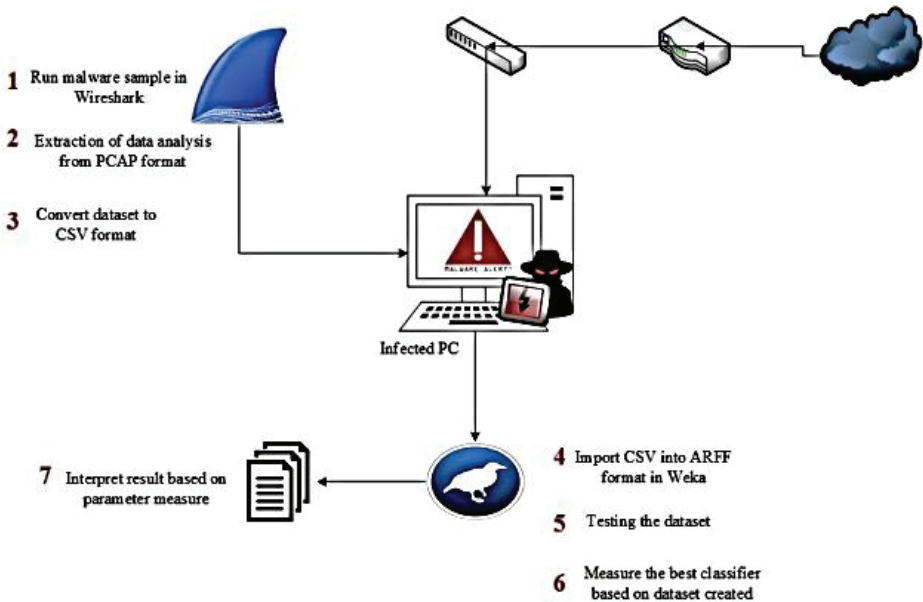 1 Run malware sample in
Wireshark
2 Extraction of data analysis
from PCAP format
3 Convert dataset to
CSV format
MALWARE ALERT!
Infected PC
4 Import CSV into ARFF
format in Weka
5 Testing the dataset
6 Measure the best classifier
based on dataset created
7 Interpret result based on
parameter measure